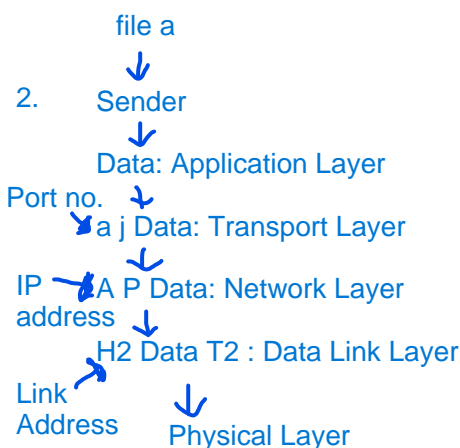 file a
2. Sender
Data: Application Layer
Port no.
a j Data: Transport Layer
IP address
A P Data: Network Layer
H2 Data T2 : Data Link Layer
Link
Address
Physical Layer